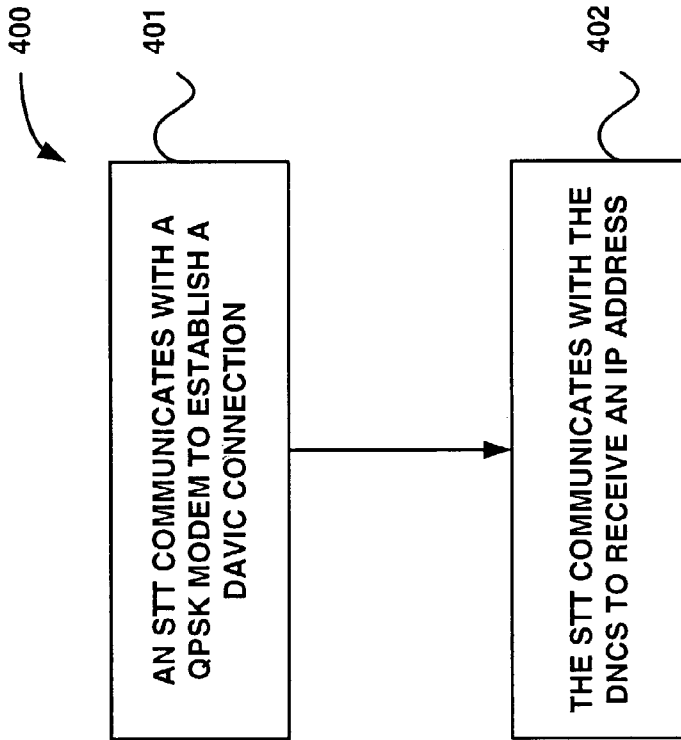 400
401
AN STT COMMUNICATES WITH A
QPSK MODEM TO ESTABLISH A
DAVIC CONNECTION
402
THE STT COMMUNICATES WITH THE
DNCS TO RECEIVE AN IP ADDRESS